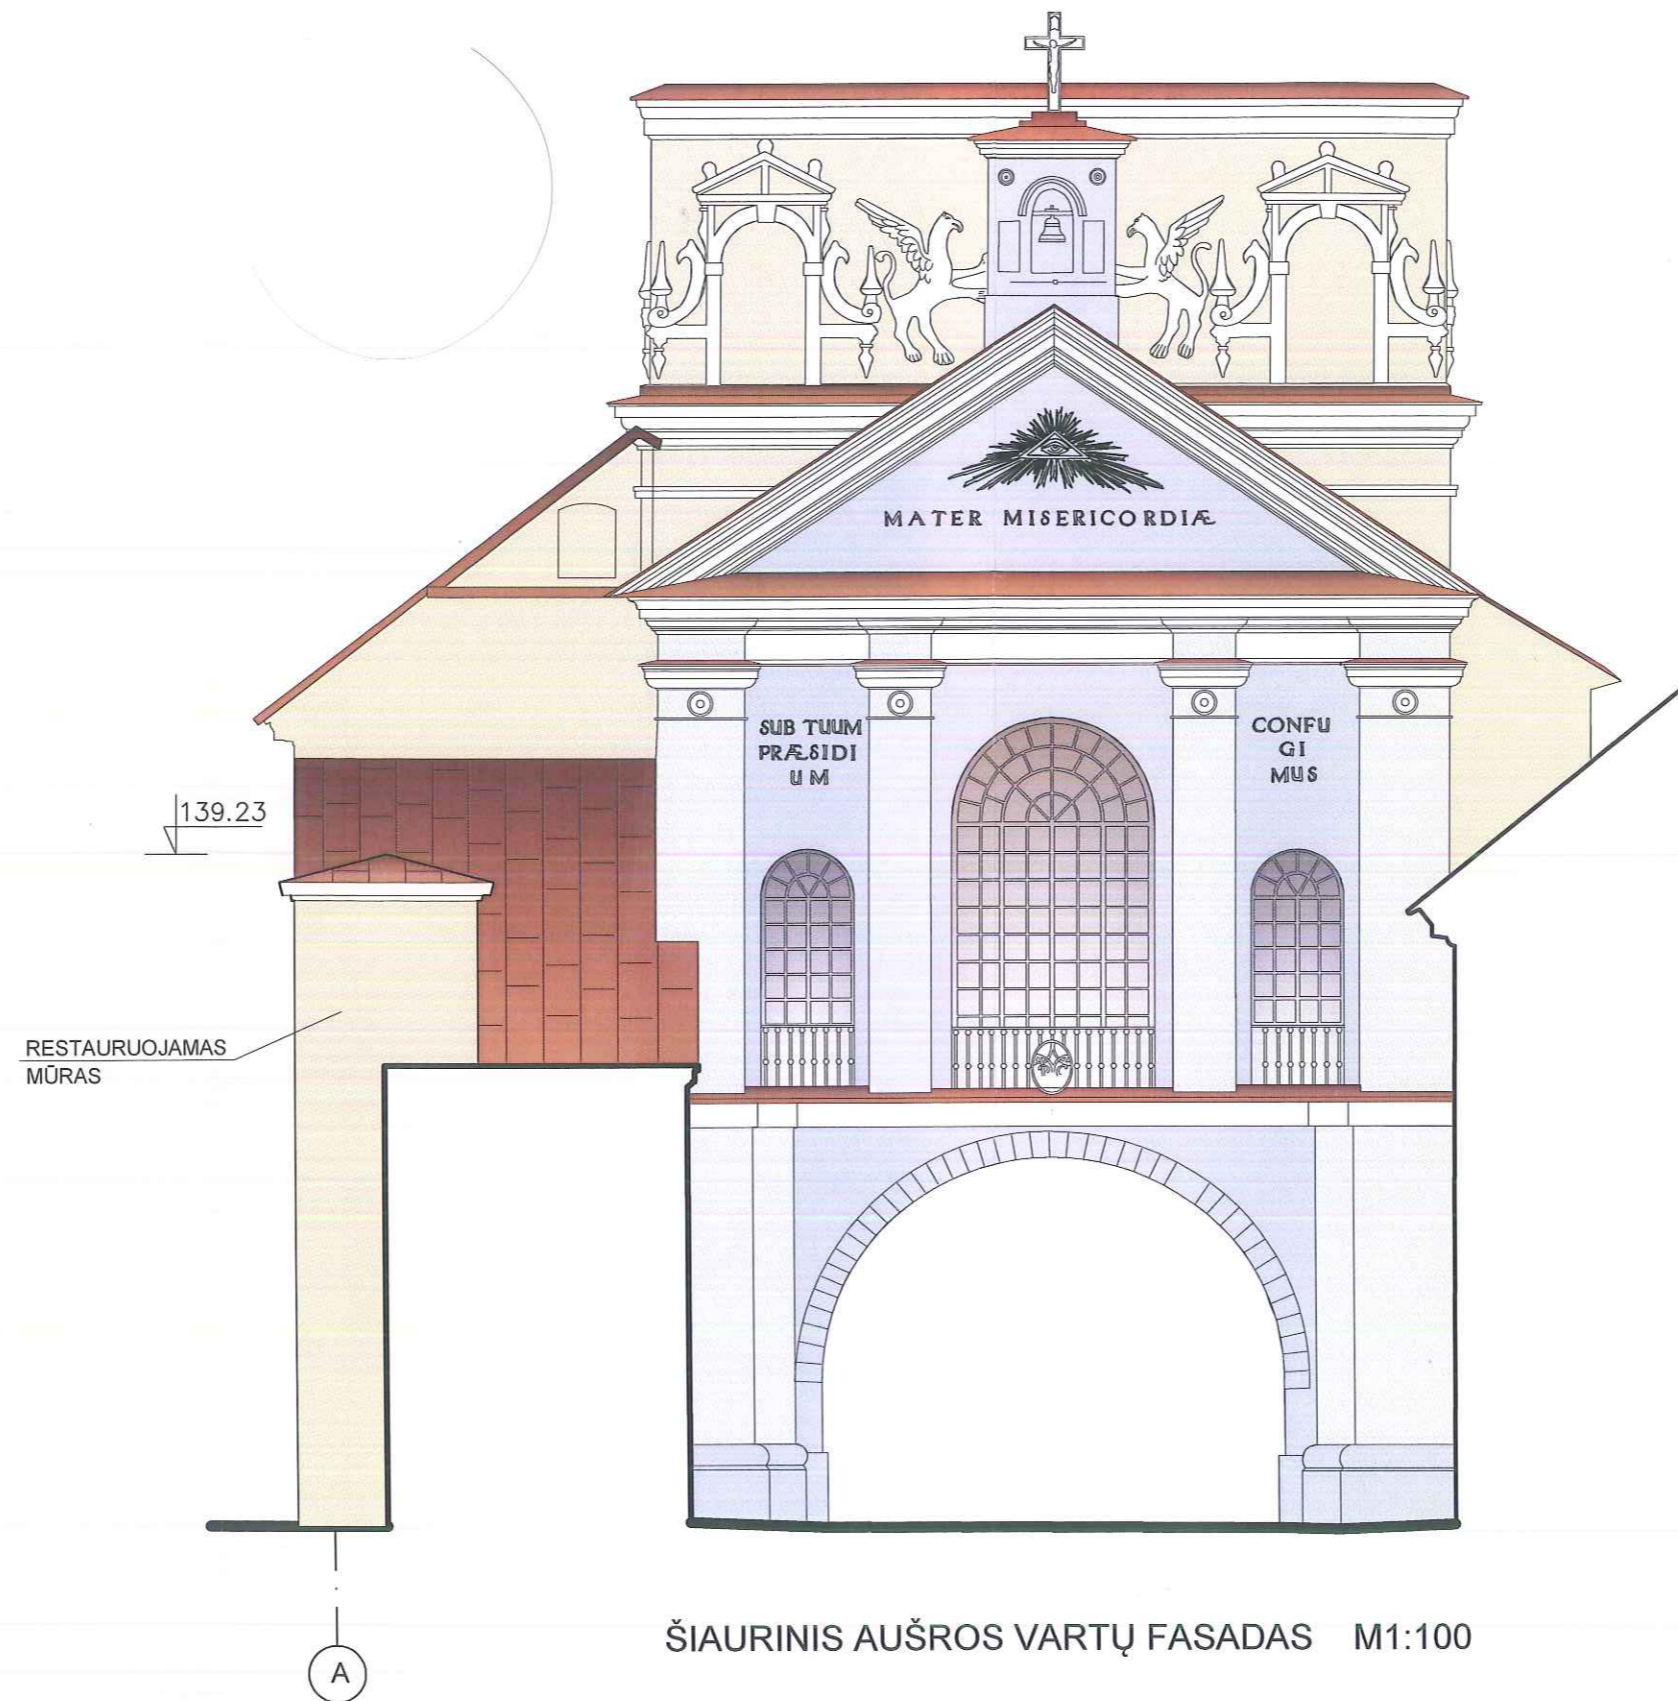 MATER MISERICORDIÆ
SUB TUUM
PRÆSIDI
UM
CONFU
GI
MUS
139.23
RESTAURUOJAMAS
MŪRAS
ŠIAURINIS AUŠROS VARTŲ FASADAS M1:100
A